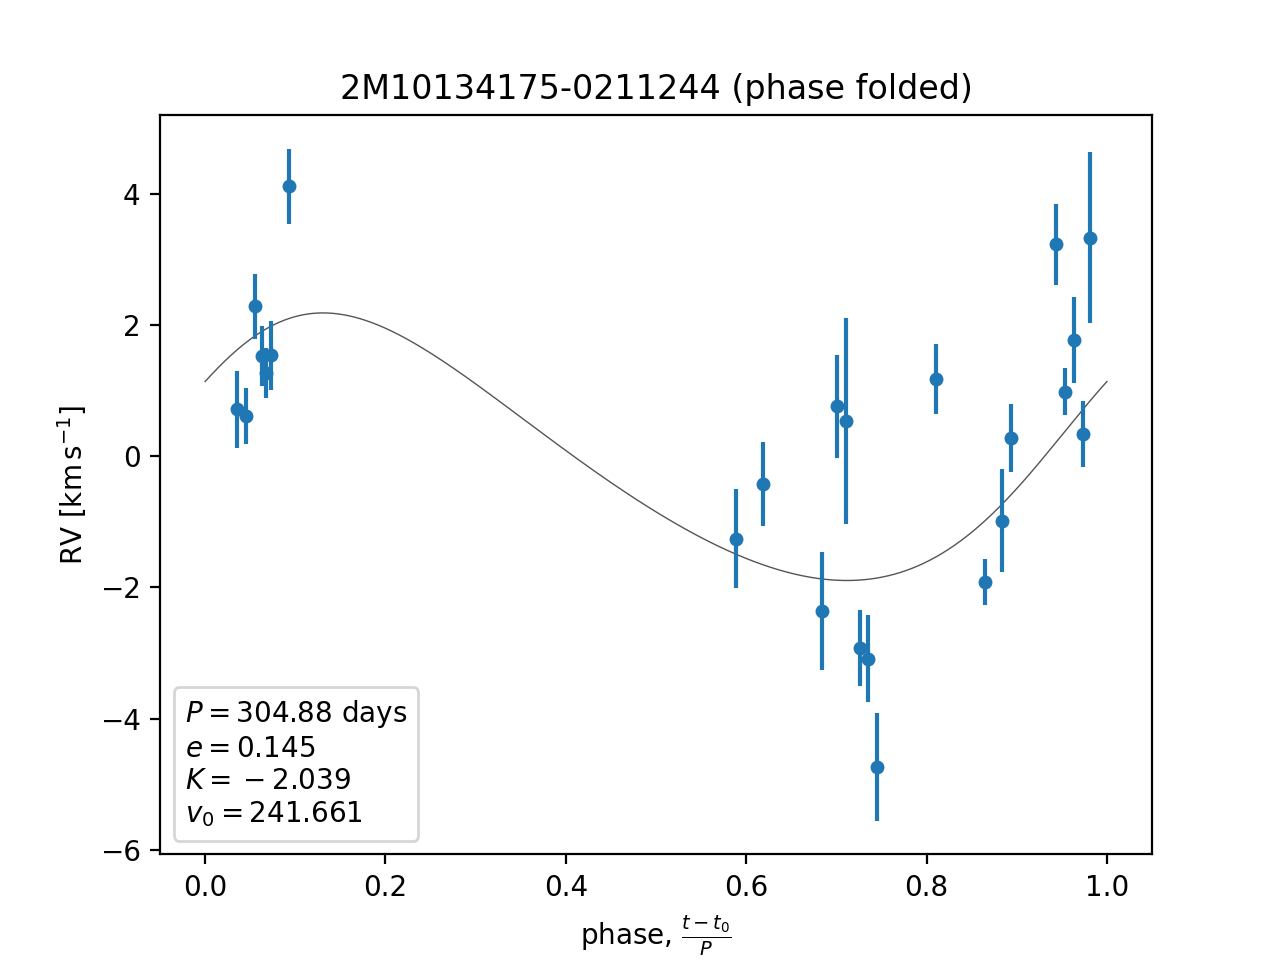 2M10134175-0211244 (phase folded)
4
2
0
−2
−4
−6
RV [km s⁻¹]
P = 304.88 days
e = 0.145
K = −2.039
v₀ = 241.661
0.0 0.2 0.4 0.6 0.8 1.0
phase, (t − t₀)/P